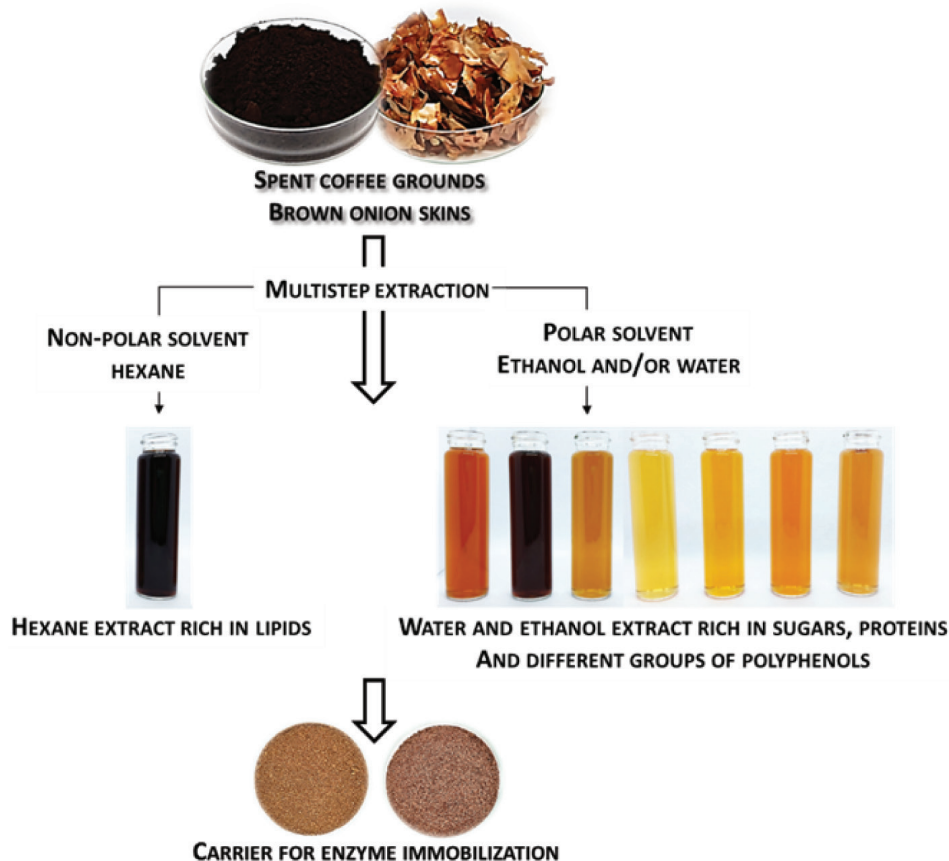 SPENT COFFEE GROUNDS
BROWN ONION SKINS
MULTISTEP EXTRACTION
NON-POLAR SOLVENT
HEXANE
POLAR SOLVENT
ETHANOL AND/OR WATER
HEXANE EXTRACT RICH IN LIPIDS
WATER AND ETHANOL EXTRACT RICH IN SUGARS, PROTEINS
AND DIFFERENT GROUPS OF POLYPHENOLS
CARRIER FOR ENZYME IMMOBILIZATION